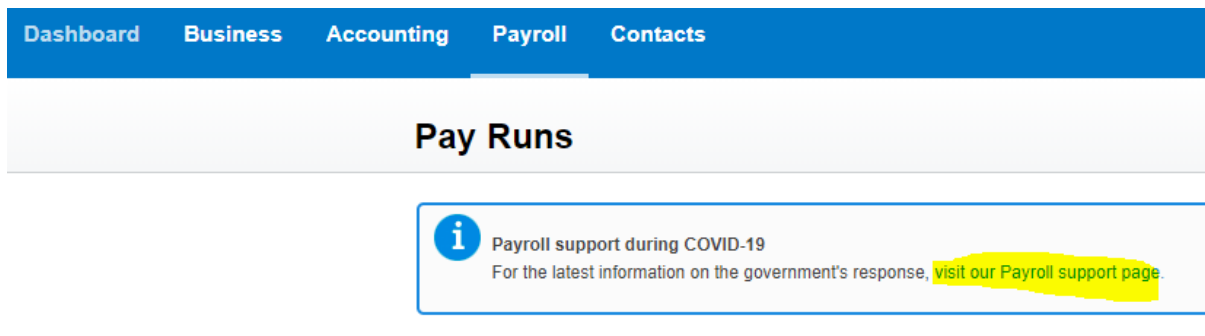 Dashboard Business Accounting Payroll Contacts
Pay Runs
Payroll support during COVID-19
For the latest information on the government's response, visit our Payroll support page.